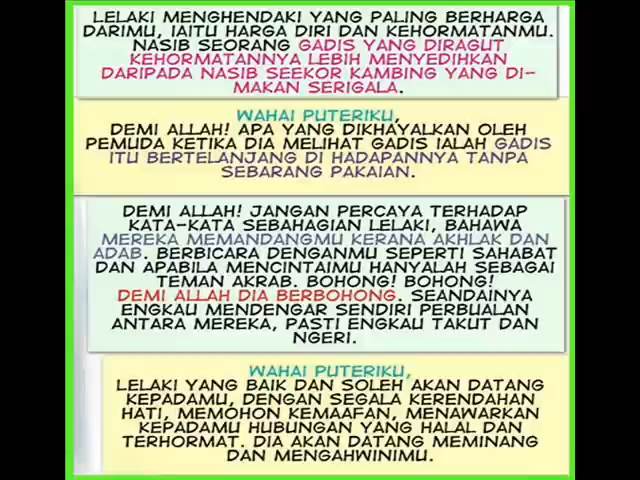 LELAKI MENGHENDAKI YANG PALING BERHARGA
DARIMU, IAITU HARGA DIRI DAN KEHORMATANMU.
NASIB SEORANG GADIS YANG DIRAGUT
KEHORMATANNYA LEBIH MENYEDIHKAN
DARIPADA NASIB SEEKOR KAMBING YANG DI-
MAKAN SERIGALA.
WAHAI PUTERIKU,
DEMI ALLAH! APA YANG DIKHAYALKAN OLEH
PEMUDA KETIKA DIA MELIHAT GADIS IALAH GADIS
ITU BERTELANJANG DI HADAPANNYA TANPA
SEBARANG PAKAIAN.
DEMI ALLAH! JANGAN PERCAYA TERHADAP
KATA-KATA SEBAHAGIAN LELAKI, BAHAWA
MEREKA MEMANDANGMU KERANA AKHLAK DAN
ADAB. BERBICARA DENGANMU SEPERTI SAHABAT
DAN APABILA MENCINTAIMU HANYALAH SEBAGAI
TEMAN AKRAB. BOHONG! BOHONG!
DEMI ALLAH DIA BERBOHONG. SEANDAINYA
ENGKAU MENDENGAR SENDIRI PERBUALAN
ANTARA MEREKA, PASTI ENGKAU TAKUT DAN
NGERI.
WAHAI PUTERIKU,
LELAKI YANG BAIK DAN SOLEH AKAN DATANG
KEPADAMU, DENGAN SEGALA KERENDAHAN
HATI, MEMOHON KEMAAFAN, MENAWARKAN
KEPADAMU HUBUNGAN YANG HALAL DAN
TERHORMAT. DIA AKAN DATANG MEMINANG
DAN MENGAHWINIMU.